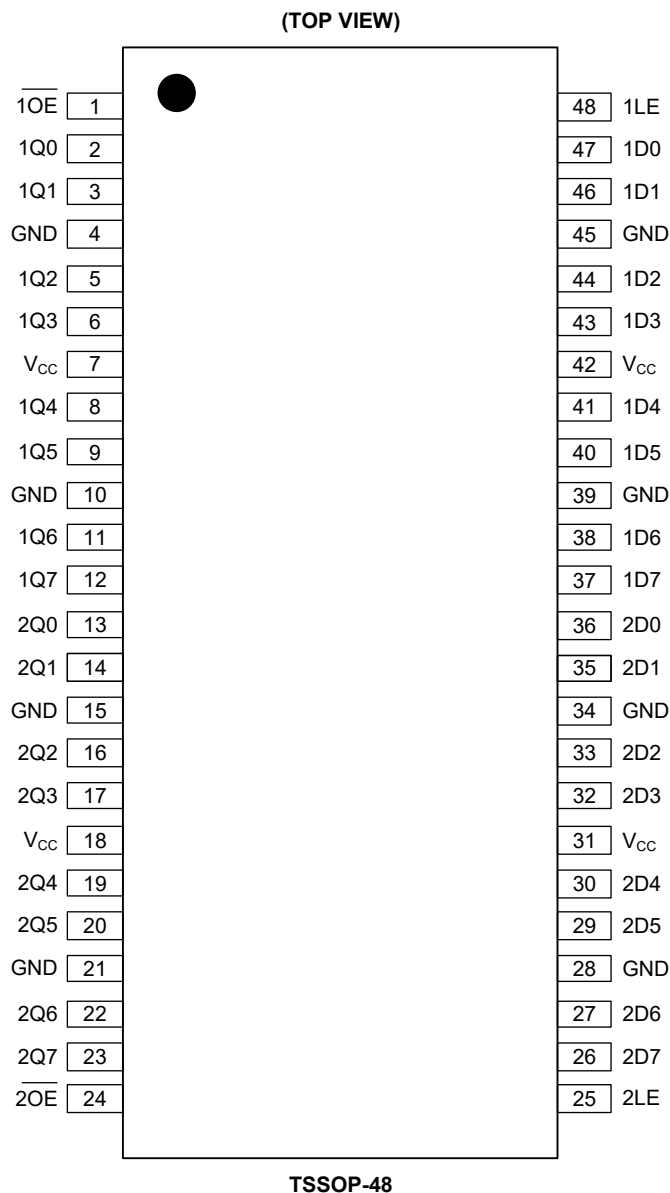 (TOP VIEW)
1OE 1 48 1LE
1Q0 2 47 1D0
1Q1 3 46 1D1
GND 4 45 GND
1Q2 5 44 1D2
1Q3 6 43 1D3
VCC 7 42 VCC
1Q4 8 41 1D4
1Q5 9 40 1D5
GND 10 39 GND
1Q6 11 38 1D6
1Q7 12 37 1D7
2Q0 13 36 2D0
2Q1 14 35 2D1
GND 15 34 GND
2Q2 16 33 2D2
2Q3 17 32 2D3
VCC 18 31 VCC
2Q4 19 30 2D4
2Q5 20 29 2D5
GND 21 28 GND
2Q6 22 27 2D6
2Q7 23 26 2D7
2OE 24 25 2LE
TSSOP-48